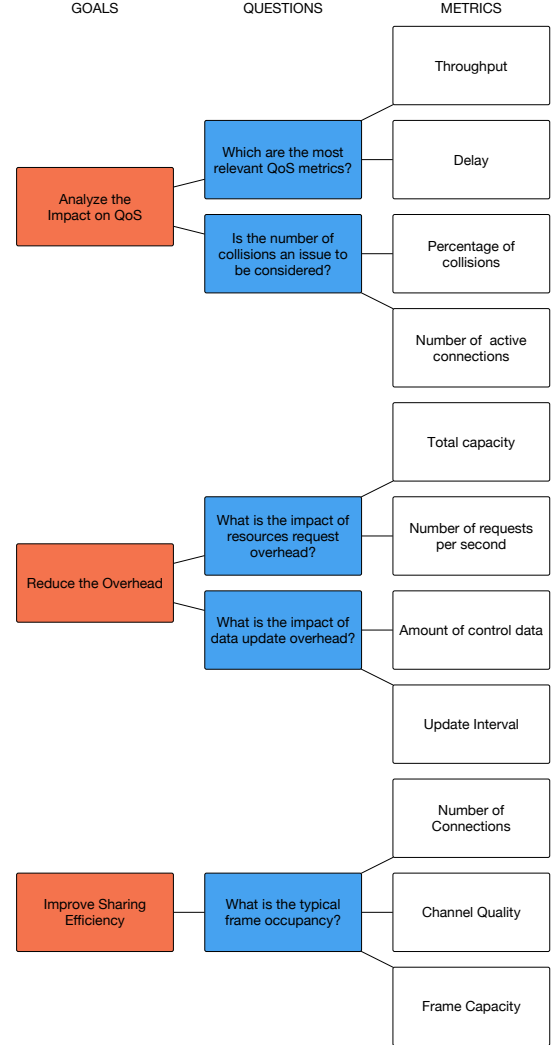 GOALS
QUESTIONS
METRICS
Throughput
Which are the most
relevant QoS metrics?
Delay
Analyze the
Impact on QoS
Is the number of
collisions an issue to
be considered?
Percentage of
collisions
Number of active
connections
Total capacity
What is the impact of
resources request
overhead?
Number of requests
per second
Reduce the Overhead
What is the impact of
data update overhead?
Amount of control data
Update Interval
Number of
Connections
Improve Sharing
Efficiency
What is the typical
frame occupancy?
Channel Quality
Frame Capacity